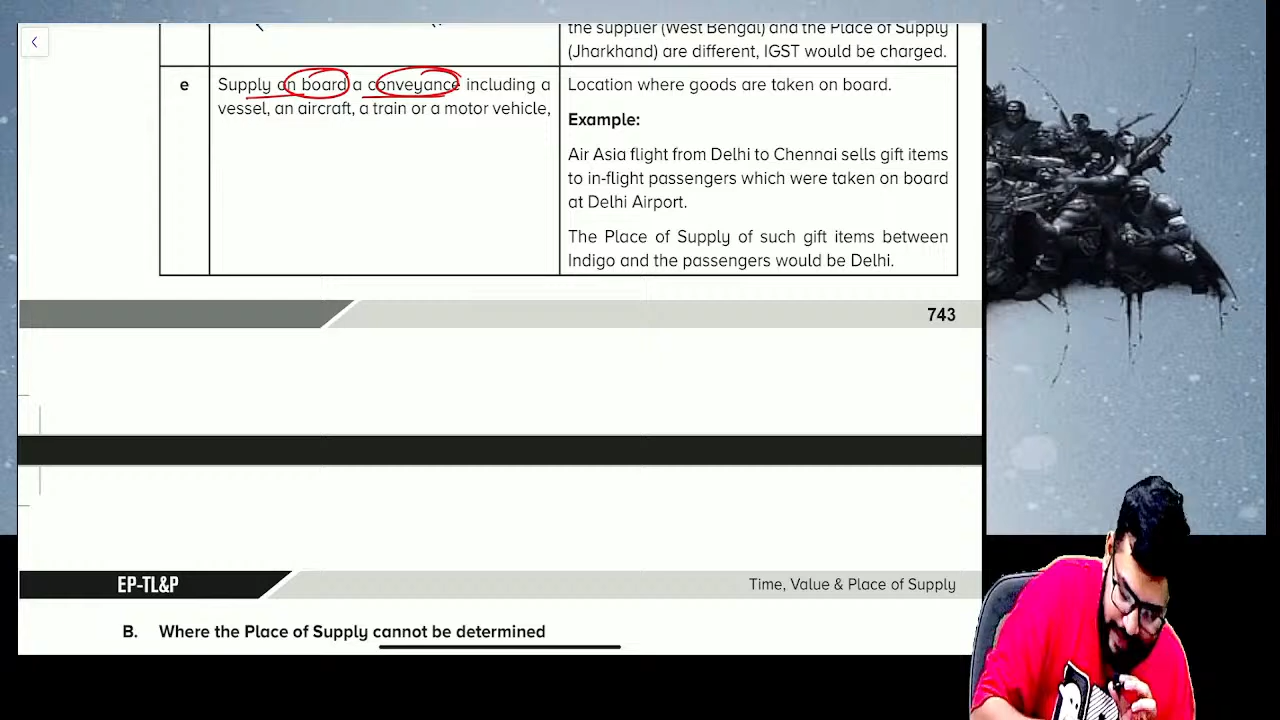 the supplier (West Bengal) and the Place of Supply
(Jharkhand) are different, IGST would be charged.
e
Supply on board a conveyance including a
vessel, an aircraft, a train or a motor vehicle,
Location where goods are taken on board.
Example:
Air Asia flight from Delhi to Chennai sells gift items
to in-flight passengers which were taken on board
at Delhi Airport.
The Place of Supply of such gift items between
Indigo and the passengers would be Delhi.
743
EP-TL&P
Time, Value & Place of Supply
B. Where the Place of Supply cannot be determined